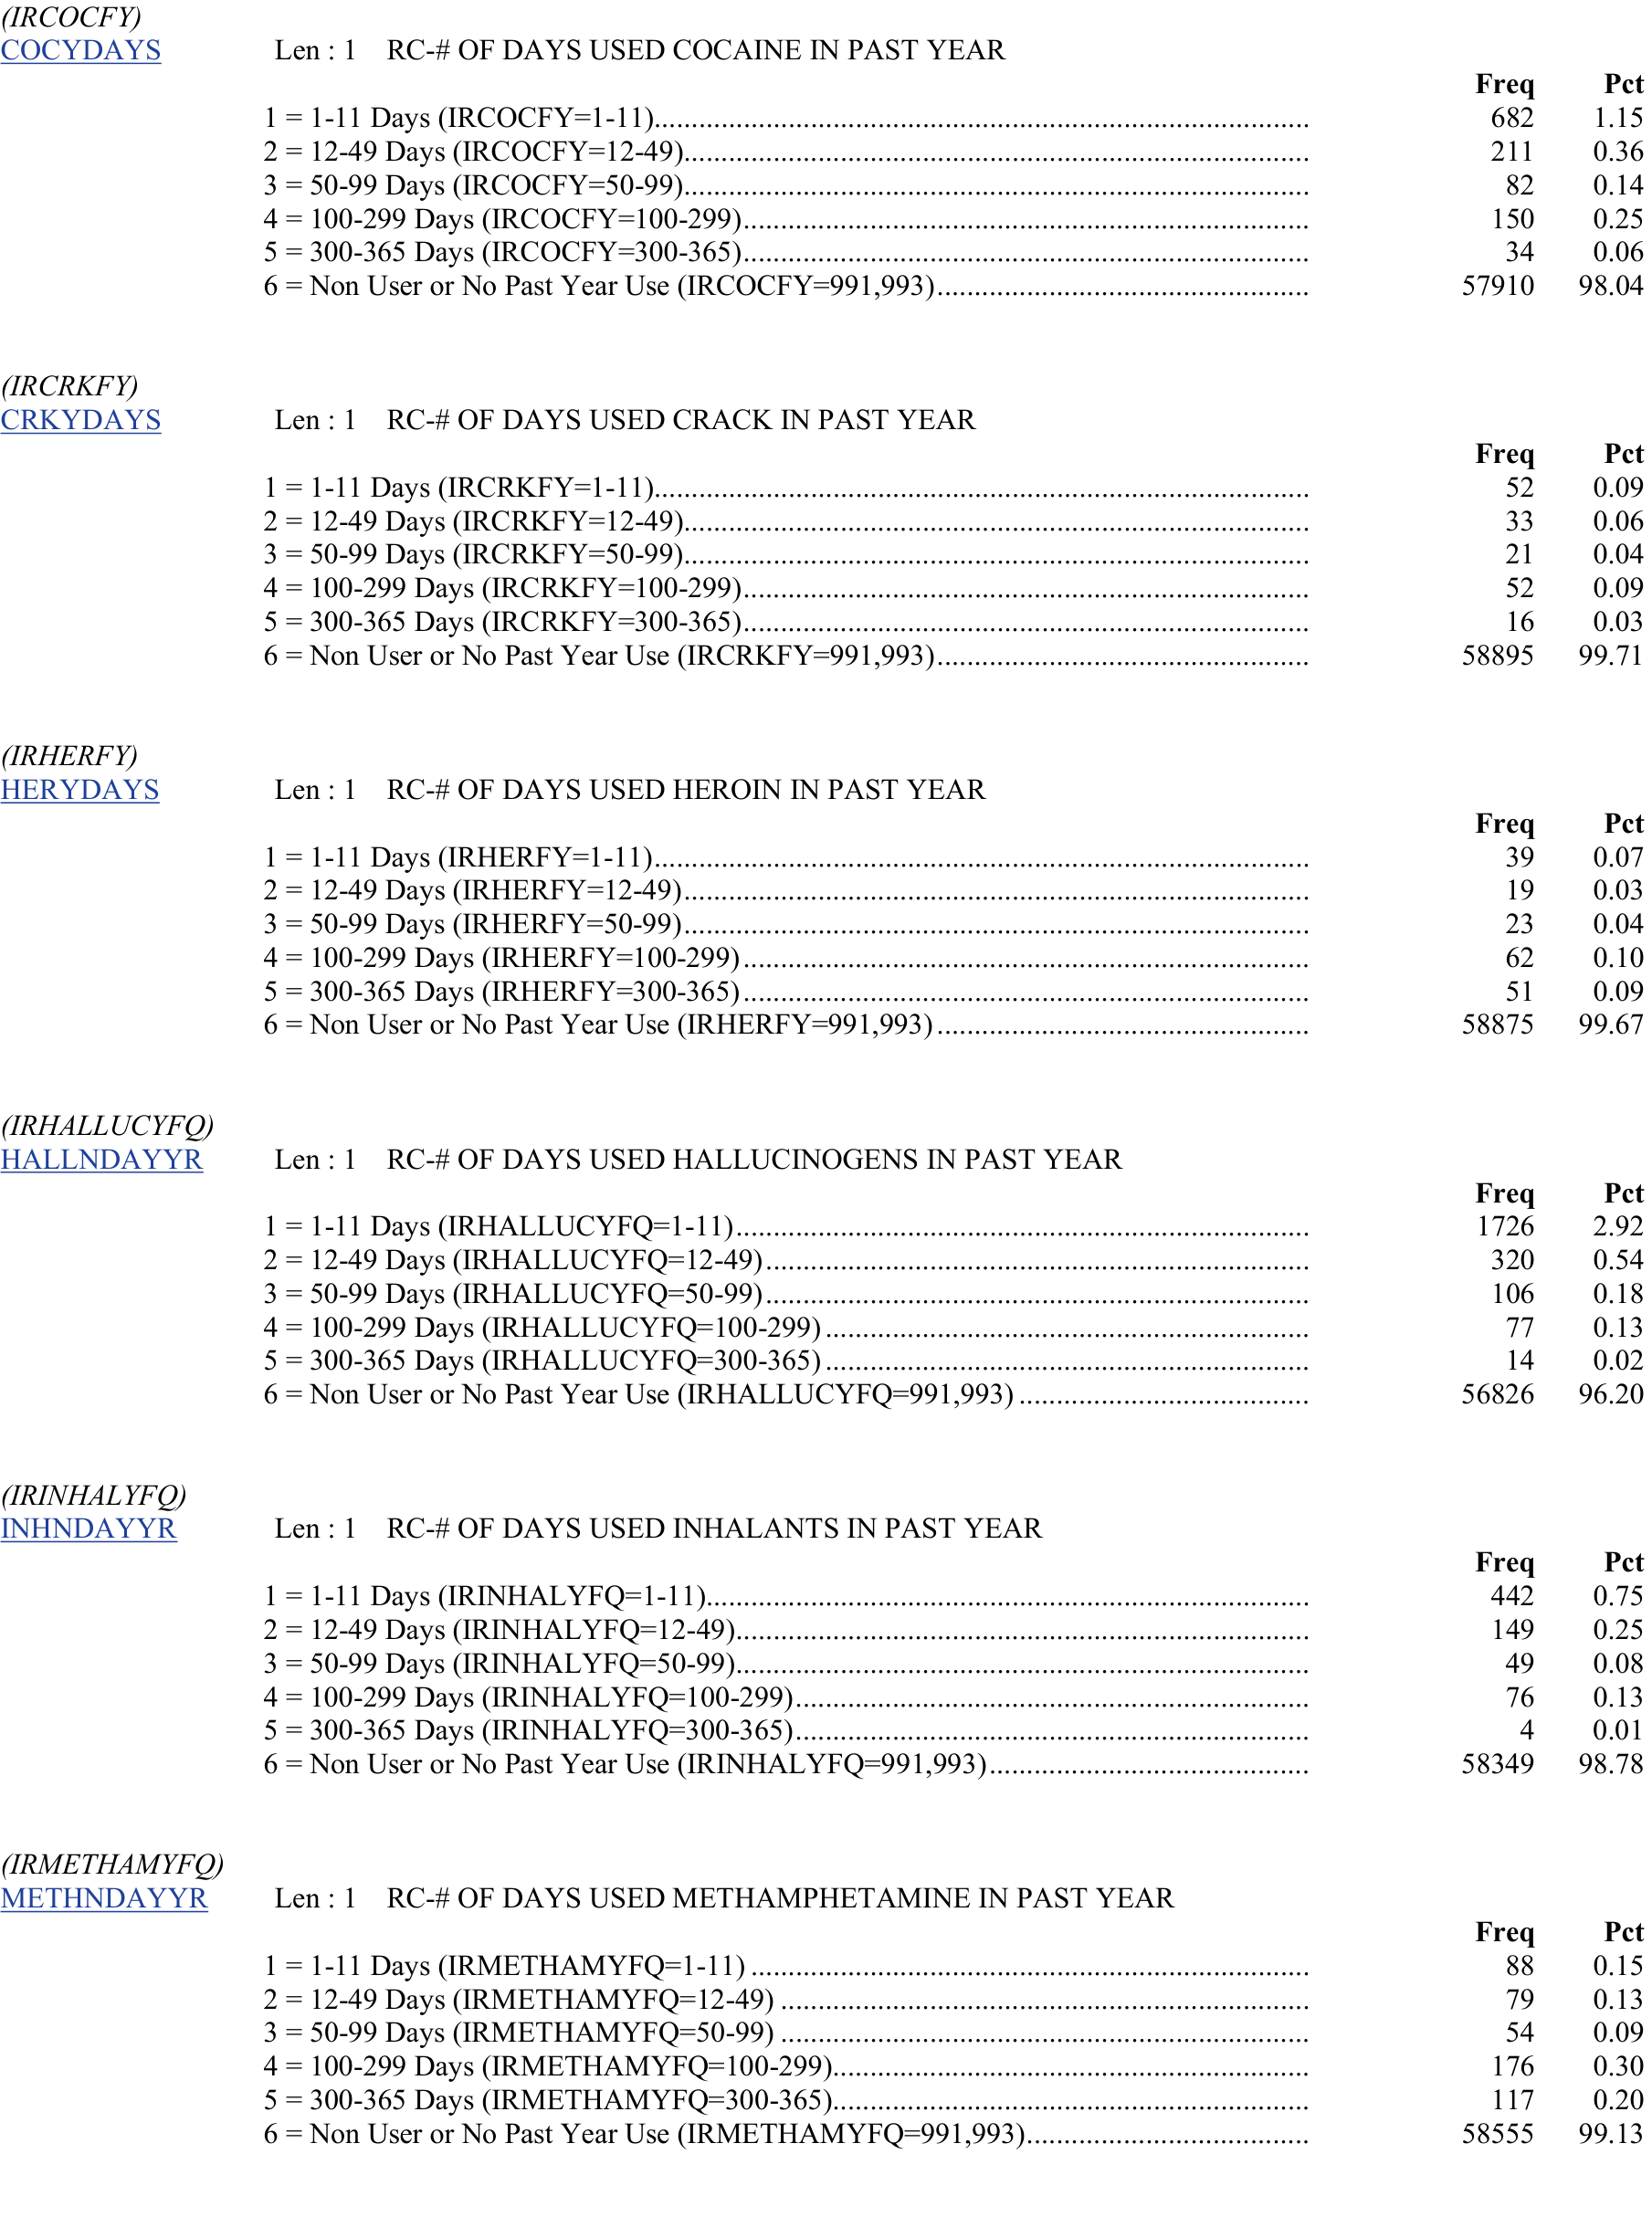 (IRCOCFY)
COCYDAYS Len : 1 RC-# OF DAYS USED COCAINE IN PAST YEAR
Freq Pct
1 = 1-11 Days (IRCOCFY=1-11)........ 682 1.15
2 = 12-49 Days (IRCOCFY=12-49)........ 211 0.36
3 = 50-99 Days (IRCOCFY=50-99)........ 82 0.14
4 = 100-299 Days (IRCOCFY=100-299)........ 150 0.25
5 = 300-365 Days (IRCOCFY=300-365)........ 34 0.06
6 = Non User or No Past Year Use (IRCOCFY=991,993)........ 57910 98.04
(IRCRKFY)
CRKYDAYS Len : 1 RC-# OF DAYS USED CRACK IN PAST YEAR
Freq Pct
1 = 1-11 Days (IRCRKFY=1-11)........ 52 0.09
2 = 12-49 Days (IRCRKFY=12-49)........ 33 0.06
3 = 50-99 Days (IRCRKFY=50-99)........ 21 0.04
4 = 100-299 Days (IRCRKFY=100-299)........ 52 0.09
5 = 300-365 Days (IRCRKFY=300-365)........ 16 0.03
6 = Non User or No Past Year Use (IRCRKFY=991,993)........ 58895 99.71
(IRHERFY)
HERYDAYS Len : 1 RC-# OF DAYS USED HEROIN IN PAST YEAR
Freq Pct
1 = 1-11 Days (IRHERFY=1-11)........ 39 0.07
2 = 12-49 Days (IRHERFY=12-49)........ 19 0.03
3 = 50-99 Days (IRHERFY=50-99)........ 23 0.04
4 = 100-299 Days (IRHERFY=100-299)........ 62 0.10
5 = 300-365 Days (IRHERFY=300-365)........ 51 0.09
6 = Non User or No Past Year Use (IRHERFY=991,993)........ 58875 99.67
(IRHALLUCYFQ)
HALLNDAYYR Len : 1 RC-# OF DAYS USED HALLUCINOGENS IN PAST YEAR
Freq Pct
1 = 1-11 Days (IRHALLUCYFQ=1-11)........ 1726 2.92
2 = 12-49 Days (IRHALLUCYFQ=12-49)........ 320 0.54
3 = 50-99 Days (IRHALLUCYFQ=50-99)........ 106 0.18
4 = 100-299 Days (IRHALLUCYFQ=100-299)........ 77 0.13
5 = 300-365 Days (IRHALLUCYFQ=300-365)........ 14 0.02
6 = Non User or No Past Year Use (IRHALLUCYFQ=991,993)........ 56826 96.20
(IRINHALYFQ)
INHNDAYYR Len : 1 RC-# OF DAYS USED INHALANTS IN PAST YEAR
Freq Pct
1 = 1-11 Days (IRINHALYFQ=1-11)........ 442 0.75
2 = 12-49 Days (IRINHALYFQ=12-49)........ 149 0.25
3 = 50-99 Days (IRINHALYFQ=50-99)........ 49 0.08
4 = 100-299 Days (IRINHALYFQ=100-299)........ 76 0.13
5 = 300-365 Days (IRINHALYFQ=300-365)........ 4 0.01
6 = Non User or No Past Year Use (IRINHALYFQ=991,993)........ 58349 98.78
(IRMETHAMYFQ)
METHNDAYYR Len : 1 RC-# OF DAYS USED METHAMPHETAMINE IN PAST YEAR
Freq Pct
1 = 1-11 Days (IRMETHAMYFQ=1-11)........ 88 0.15
2 = 12-49 Days (IRMETHAMYFQ=12-49)........ 79 0.13
3 = 50-99 Days (IRMETHAMYFQ=50-99)........ 54 0.09
4 = 100-299 Days (IRMETHAMYFQ=100-299)........ 176 0.30
5 = 300-365 Days (IRMETHAMYFQ=300-365)........ 117 0.20
6 = Non User or No Past Year Use (IRMETHAMYFQ=991,993)........ 58555 99.13